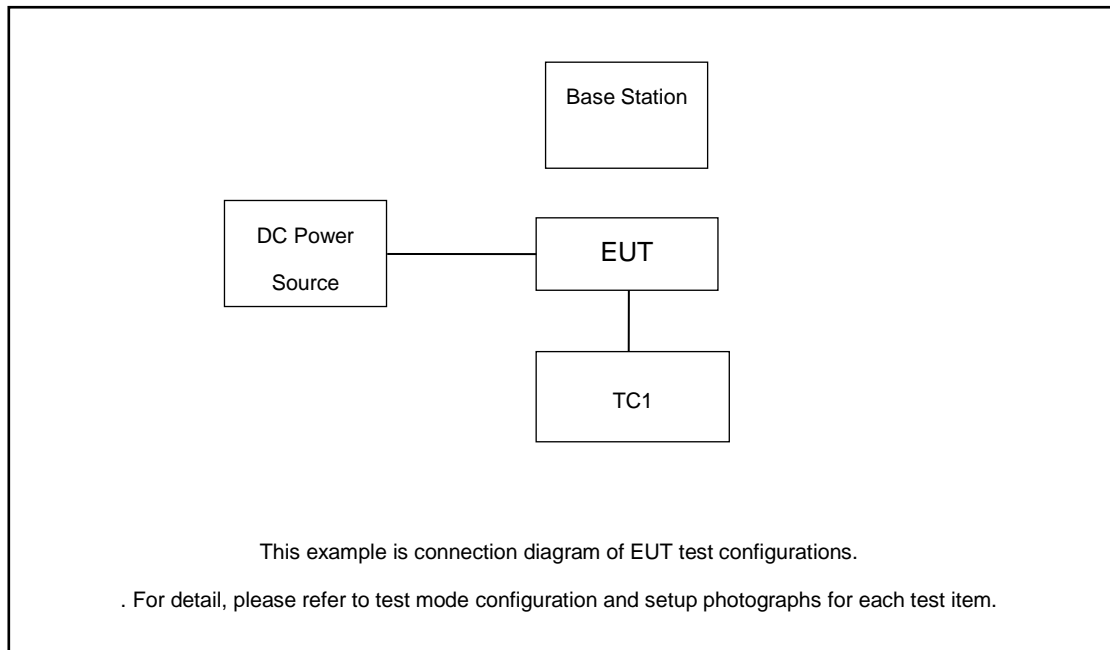 Base Station
DC Power
Source
EUT
TC1
This example is connection diagram of EUT test configurations.
. For detail, please refer to test mode configuration and setup photographs for each test item.